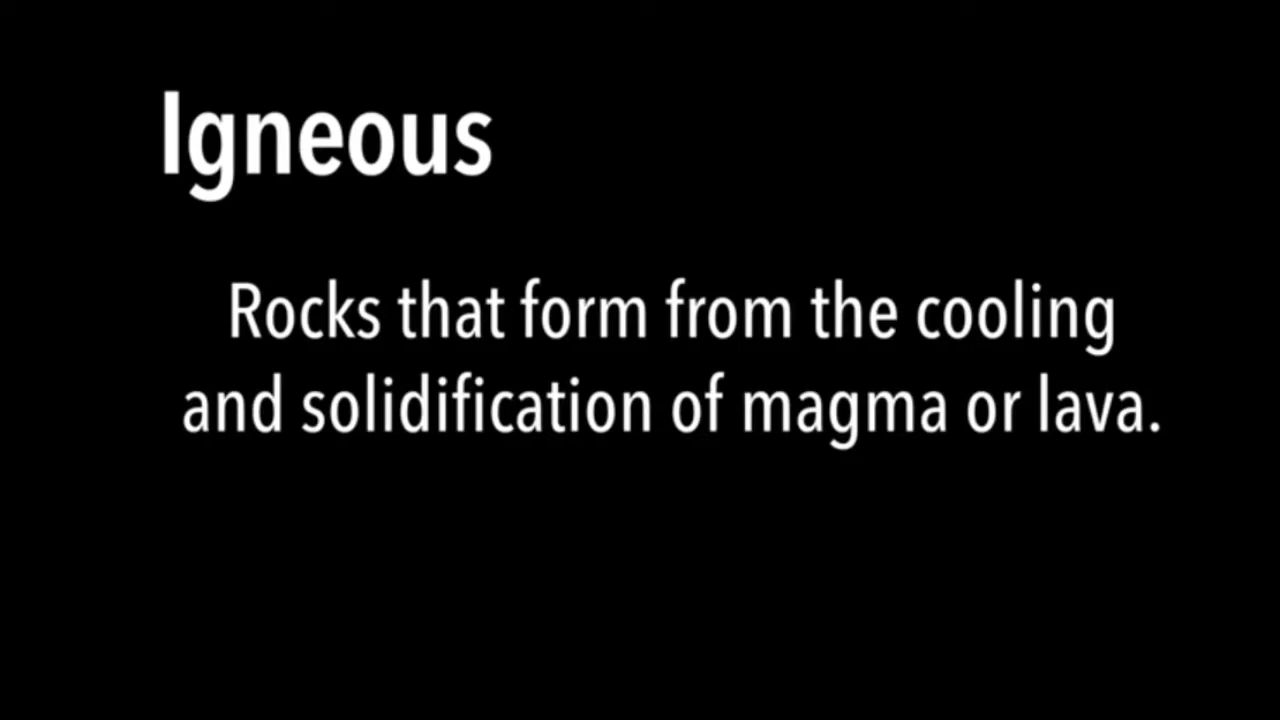 Igneous
Rocks that form from the cooling
and solidification of magma or lava.